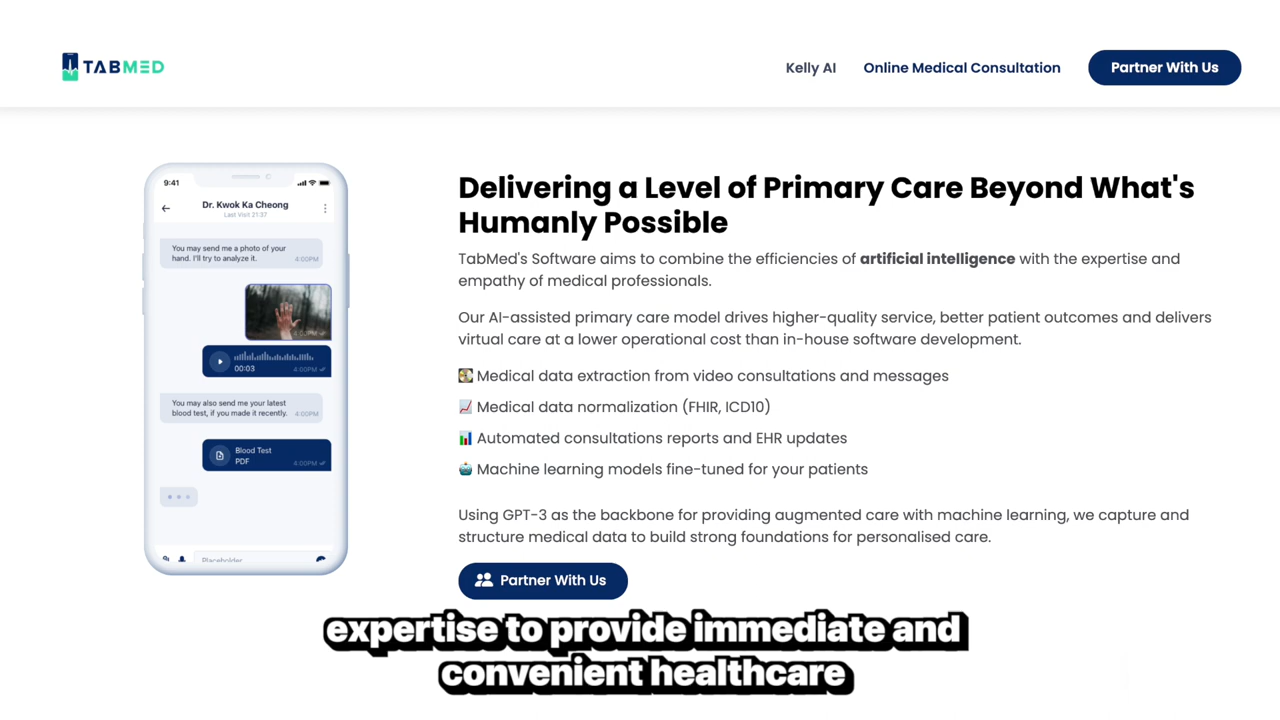 TABMED
Kelly AI
Online Medical Consultation
Partner With Us
9:41
Dr. Kwok Ka Cheong
Last Visit 21:37
You may send me a photo of your
hand. I'll try to analyze it.
4:00PM
4:00PM
00:03
4:00PM
You may also send me your latest
blood test, if you made it recently.
4:00PM
Blood Test
PDF
4:00PM
Placeholder
Delivering a Level of Primary Care Beyond What's
Humanly Possible
TabMed's Software aims to combine the efficiencies of artificial intelligence with the expertise and
empathy of medical professionals.
Our AI-assisted primary care model drives higher-quality service, better patient outcomes and delivers
virtual care at a lower operational cost than in-house software development.
Medical data extraction from video consultations and messages
Medical data normalization (FHIR, ICD10)
Automated consultations reports and EHR updates
Machine learning models fine-tuned for your patients
Using GPT-3 as the backbone for providing augmented care with machine learning, we capture and
structure medical data to build strong foundations for personalised care.
Partner With Us
expertise to provide immediate and
convenient healthcare